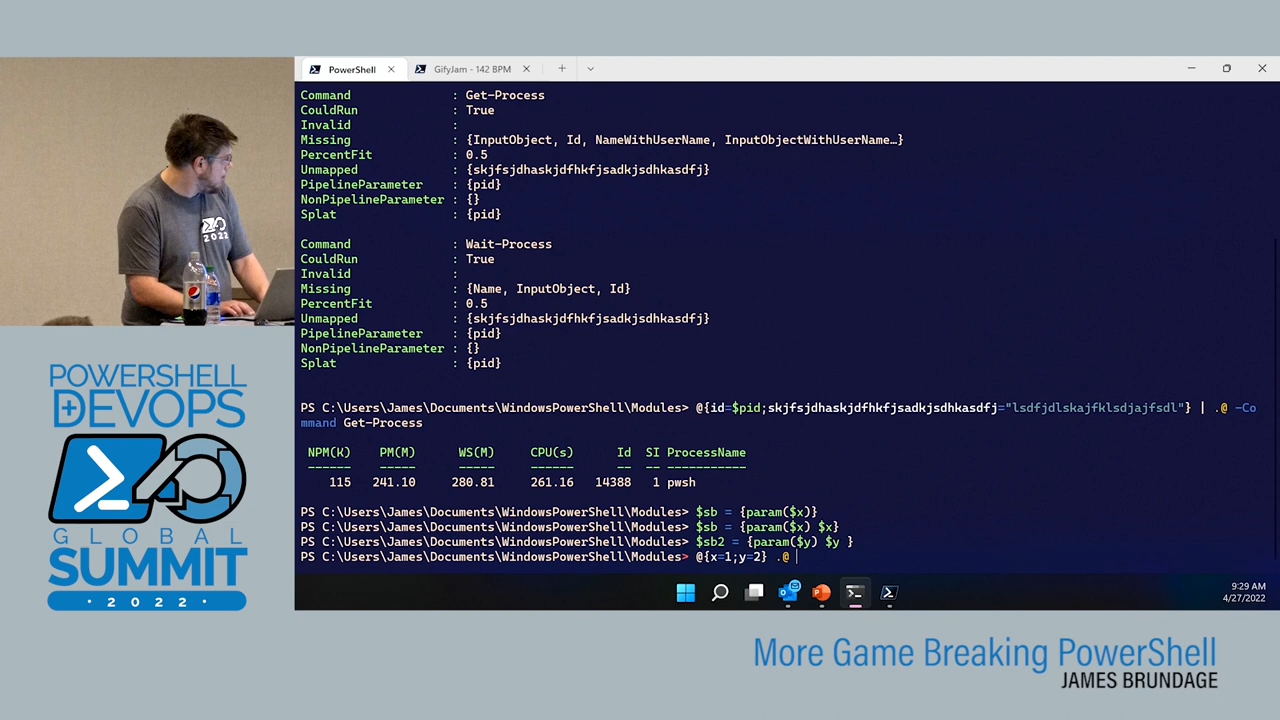 PowerShell
GifyJam - 142 BPM
Command : Get-Process
CouldRun : True
Invalid :
Missing : {InputObject, Id, NameWithUserName, InputObjectWithUserName…}
PercentFit : 0.5
Unmapped : {skjfsjdhaskjdfhkfjsadkjsdhkasdfj}
PipelineParameter : {pid}
NonPipelineParameter : {}
Splat : {pid}
Command : Wait-Process
CouldRun : True
Invalid :
Missing : {Name, InputObject, Id}
PercentFit : 0.5
Unmapped : {skjfsjdhaskjdfhkfjsadkjsdhkasdfj}
PipelineParameter : {pid}
NonPipelineParameter : {}
Splat : {pid}
PS C:\Users\James\Documents\WindowsPowerShell\Modules> @{id=$pid;skjfsjdhaskjdfhkfjsadkjsdhkasdfj="lsdfjdlskajfklsdjajfsdl"} | .@ -Co
mmand Get-Process
NPM(K) PM(M) WS(M) CPU(s) Id SI ProcessName
------ ----- ----- ------ -- -- -----------
115 241.10 280.81 261.16 14388 1 pwsh
PS C:\Users\James\Documents\WindowsPowerShell\Modules> $sb = {param($x)}
PS C:\Users\James\Documents\WindowsPowerShell\Modules> $sb = {param($x) $x}
PS C:\Users\James\Documents\WindowsPowerShell\Modules> $sb2 = {param($y) $y }
PS C:\Users\James\Documents\WindowsPowerShell\Modules> @{x=1;y=2} .@
9:29 AM
4/27/2022
2022
POWERSHELL
DEVOPS
GLOBAL
SUMMIT
· 2022 ·
More Game Breaking PowerShell
JAMES BRUNDAGE